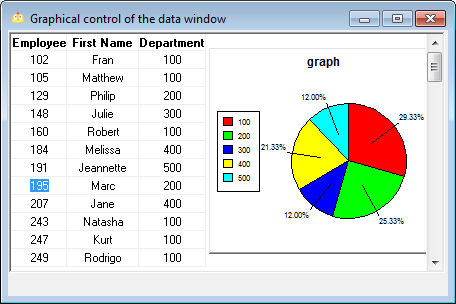 Graphical control of the data window
Employee First Name Department
102 Fran 100
105 Matthew 100
129 Philip 200
148 Julie 300
160 Robert 100
184 Melissa 400
191 Jeannette 500
195 Marc 200
207 Jane 400
243 Natasha 100
247 Kurt 100
249 Rodrigo 100
graph
100
200
300
400
500
12.00%
29.33%
21.33%
12.00%
25.33%